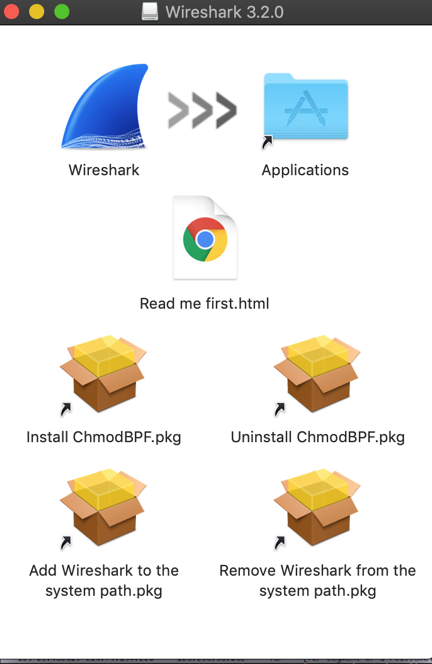 Wireshark 3.2.0
Wireshark
Applications
Read me first.html
Install ChmodBPF.pkg
Uninstall ChmodBPF.pkg
Add Wireshark to the
system path.pkg
Remove Wireshark from the
system path.pkg